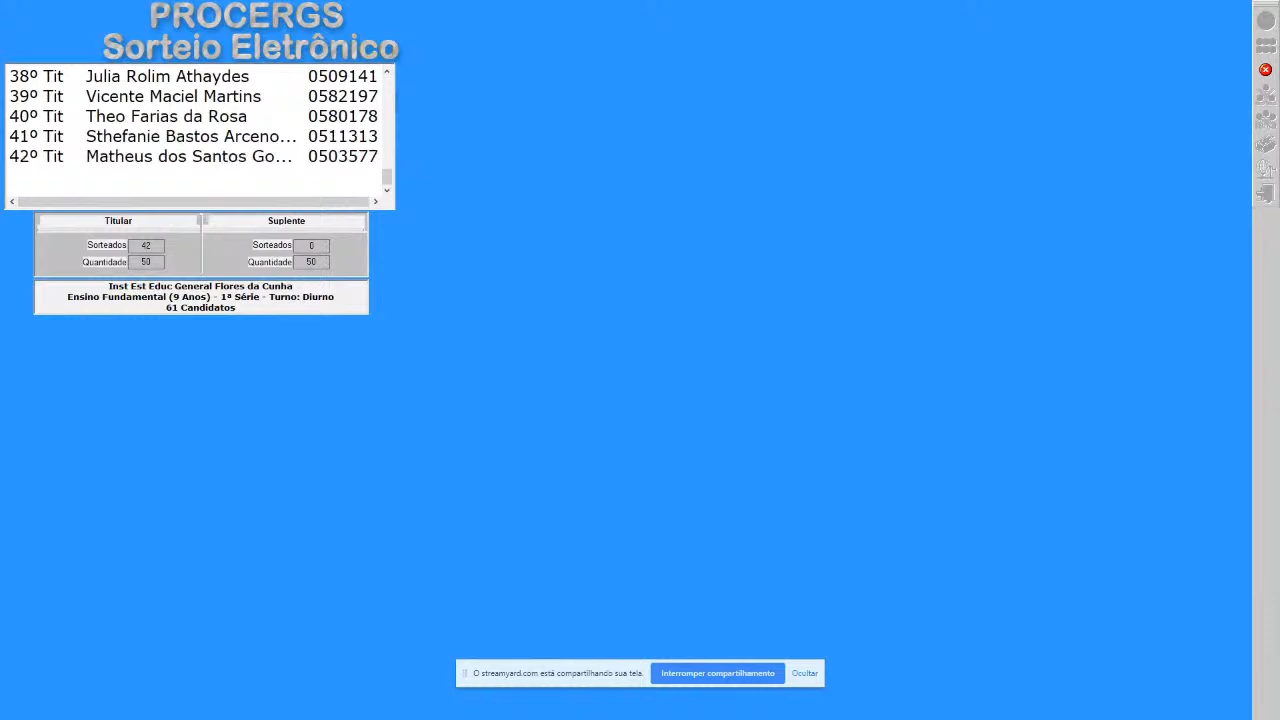 PROCERGS
Sorteio Eletrônico
38º Tit Julia Rolim Athaydes 0509141
39º Tit Vicente Maciel Martins 0582197
40º Tit Theo Farias da Rosa 0580178
41º Tit Sthefanie Bastos Arceno... 0511313
42º Tit Matheus dos Santos Go... 0503577
Titular Suplente
Sorteados 42 Sorteados 0
Quantidade 50 Quantidade 50
Inst Est Educ General Flores da Cunha
Ensino Fundamental (9 Anos) - 1ª Série - Turno: Diurno
61 Candidatos
O streamyard.com está compartilhando sua tela. Interromper compartilhamento Ocultar